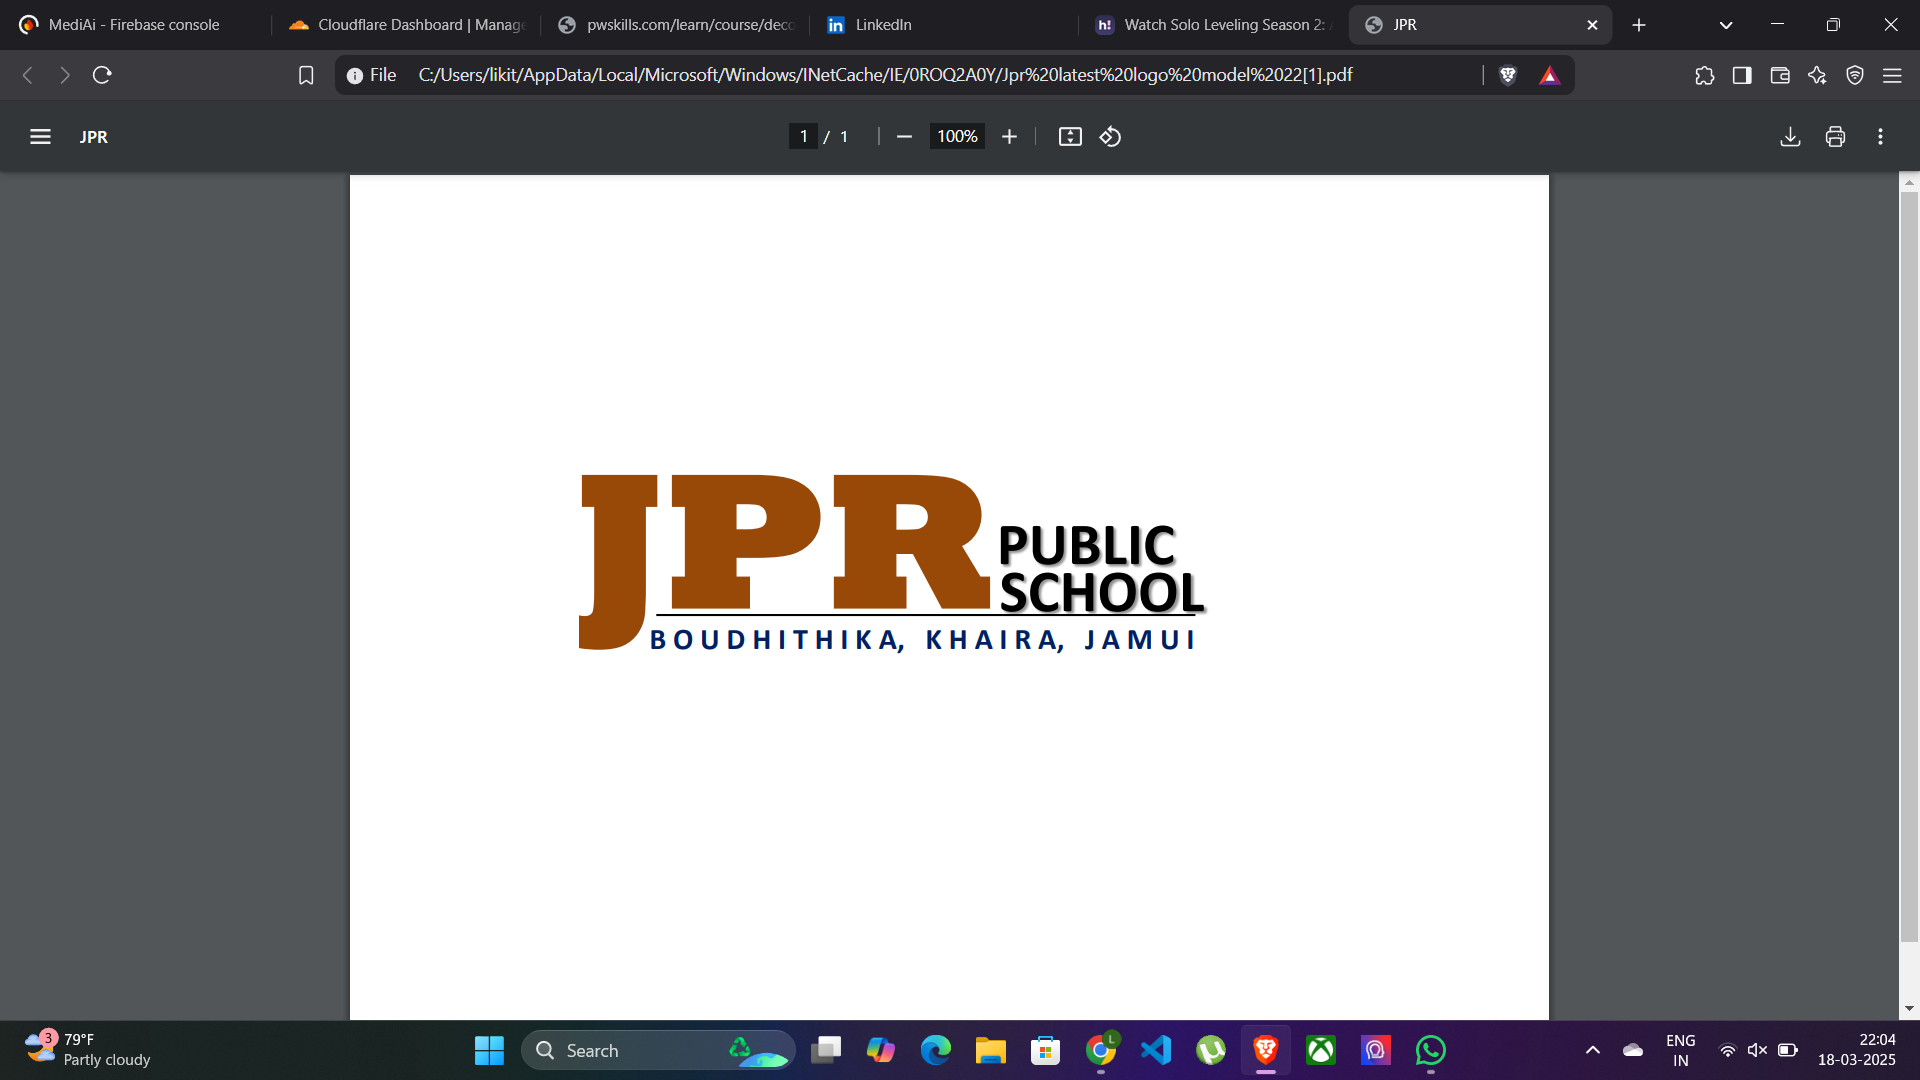 MediAi - Firebase console
Cloudflare Dashboard | Manage
pwskills.com/learn/course/deco
in LinkedIn
h! Watch Solo Leveling Season 2:
JPR
File C:/Users/likit/AppData/Local/Microsoft/Windows/INetCache/IE/0ROQ2A0Y/Jpr%20latest%20logo%20model%2022[1].pdf
JPR
1 / 1
100%
JPR PUBLIC
SCHOOL
BOUDHITHIKA, KHAIRA, JAMUI
3
79°F
Partly cloudy
Search
L
ENG
IN
22:04
18-03-2025